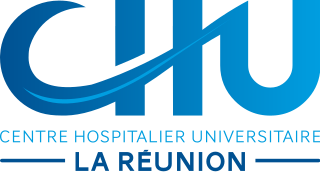 CHU
CENTRE HOSPITALIER UNIVERSITAIRE
LA RÉUNION